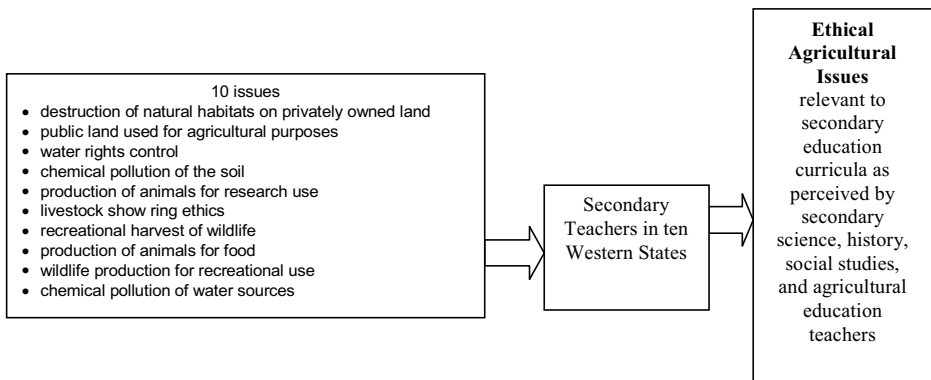 10 issues
• destruction of natural habitats on privately owned land
• public land used for agricultural purposes
• water rights control
• chemical pollution of the soil
• production of animals for research use
• livestock show ring ethics
• recreational harvest of wildlife
• production of animals for food
• wildlife production for recreational use
• chemical pollution of water sources
Secondary
Teachers in ten
Western States
Ethical
Agricultural
Issues
relevant to
secondary
education
curricula as
perceived by
secondary
science, history,
social studies,
and agricultural
education
teachers